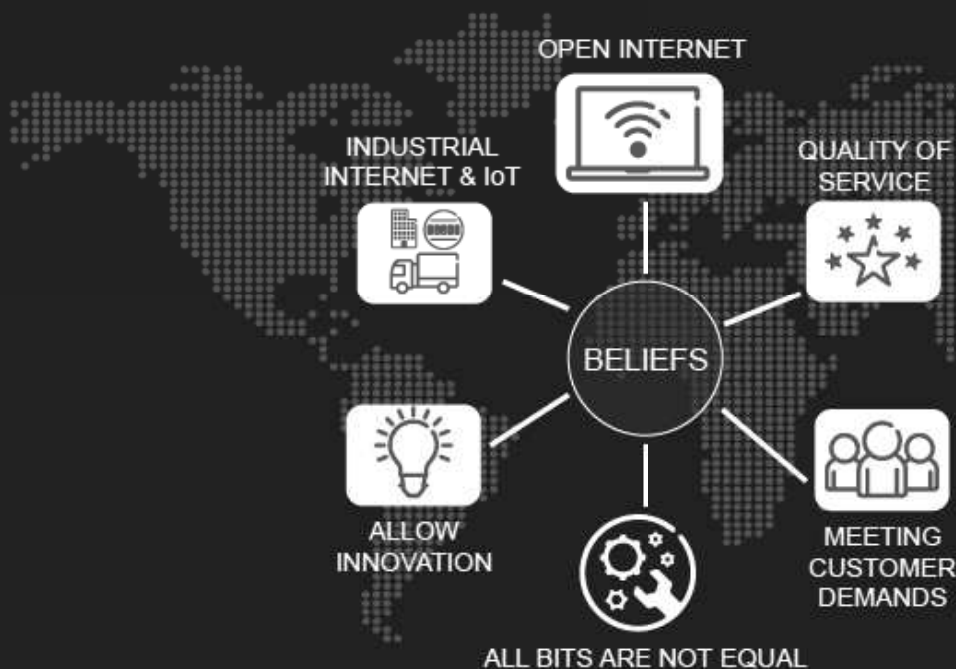 OPEN INTERNET
INDUSTRIAL
INTERNET & IoT
QUALITY OF
SERVICE
BELIEFS
ALLOW
INNOVATION
MEETING
CUSTOMER
DEMANDS
ALL BITS ARE NOT EQUAL